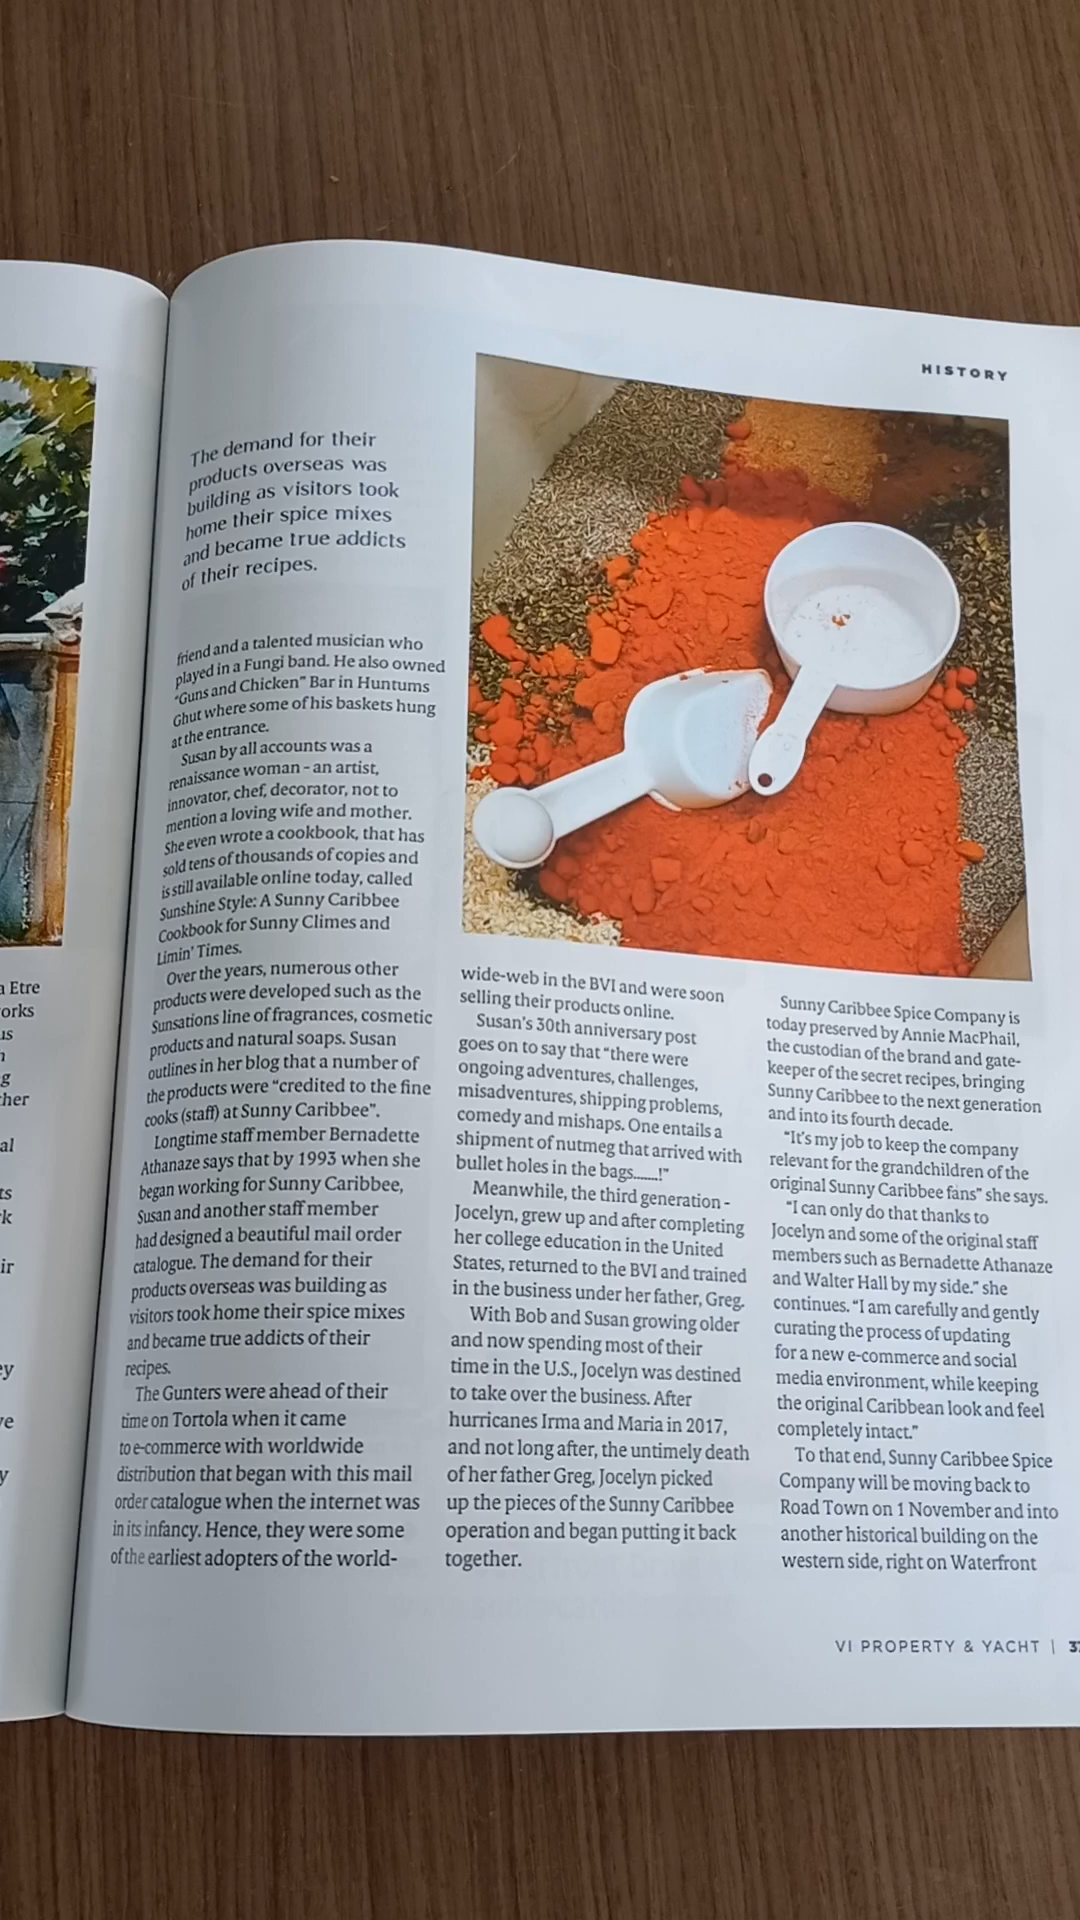 HISTORY
The demand for their
products overseas was
building as visitors took
home their spice mixes
and became true addicts
of their recipes.
friend and a talented musician who
played in a Fungi band. He also owned
"Guns and Chicken" Bar in Huntums
Ghut where some of his baskets hung
at the entrance.
Susan by all accounts was a
renaissance woman – an artist,
innovator, chef, decorator, not to
mention a loving wife and mother.
She even wrote a cookbook, that has
sold tens of thousands of copies and
is still available online today, called
Sunshine Style: A Sunny Caribbee
Cookbook for Sunny Climes and
Limin' Times.
Over the years, numerous other
products were developed such as the
Sunsations line of fragrances, cosmetic
products and natural soaps. Susan
outlines in her blog that a number of
the products were "credited to the fine
cooks (staff) at Sunny Caribbee".
Longtime staff member Bernadette
Athanaze says that by 1993 when she
began working for Sunny Caribbee,
Susan and another staff member
had designed a beautiful mail order
catalogue. The demand for their
products overseas was building as
visitors took home their spice mixes
and became true addicts of their
recipes.
The Gunters were ahead of their
time on Tortola when it came
to e-commerce with worldwide
distribution that began with this mail
order catalogue when the internet was
in its infancy. Hence, they were some
of the earliest adopters of the world-
wide-web in the BVI and were soon
selling their products online.
Susan's 30th anniversary post
goes on to say that "there were
ongoing adventures, challenges,
misadventures, shipping problems,
comedy and mishaps. One entails a
shipment of nutmeg that arrived with
bullet holes in the bags.......!"
Meanwhile, the third generation –
Jocelyn, grew up and after completing
her college education in the United
States, returned to the BVI and trained
in the business under her father, Greg.
With Bob and Susan growing older
and now spending most of their
time in the U.S., Jocelyn was destined
to take over the business. After
hurricanes Irma and Maria in 2017,
and not long after, the untimely death
of her father Greg, Jocelyn picked
up the pieces of the Sunny Caribbee
operation and began putting it back
together.
Sunny Caribbee Spice Company is
today preserved by Annie MacPhail,
the custodian of the brand and gate-
keeper of the secret recipes, bringing
Sunny Caribbee to the next generation
and into its fourth decade.
"It's my job to keep the company
relevant for the grandchildren of the
original Sunny Caribbee fans" she says.
"I can only do that thanks to
Jocelyn and some of the original staff
members such as Bernadette Athanaze
and Walter Hall by my side." she
continues. "I am carefully and gently
curating the process of updating
for a new e-commerce and social
media environment, while keeping
the original Caribbean look and feel
completely intact."
To that end, Sunny Caribbee Spice
Company will be moving back to
Road Town on 1 November and into
another historical building on the
western side, right on Waterfront
VI PROPERTY & YACHT |